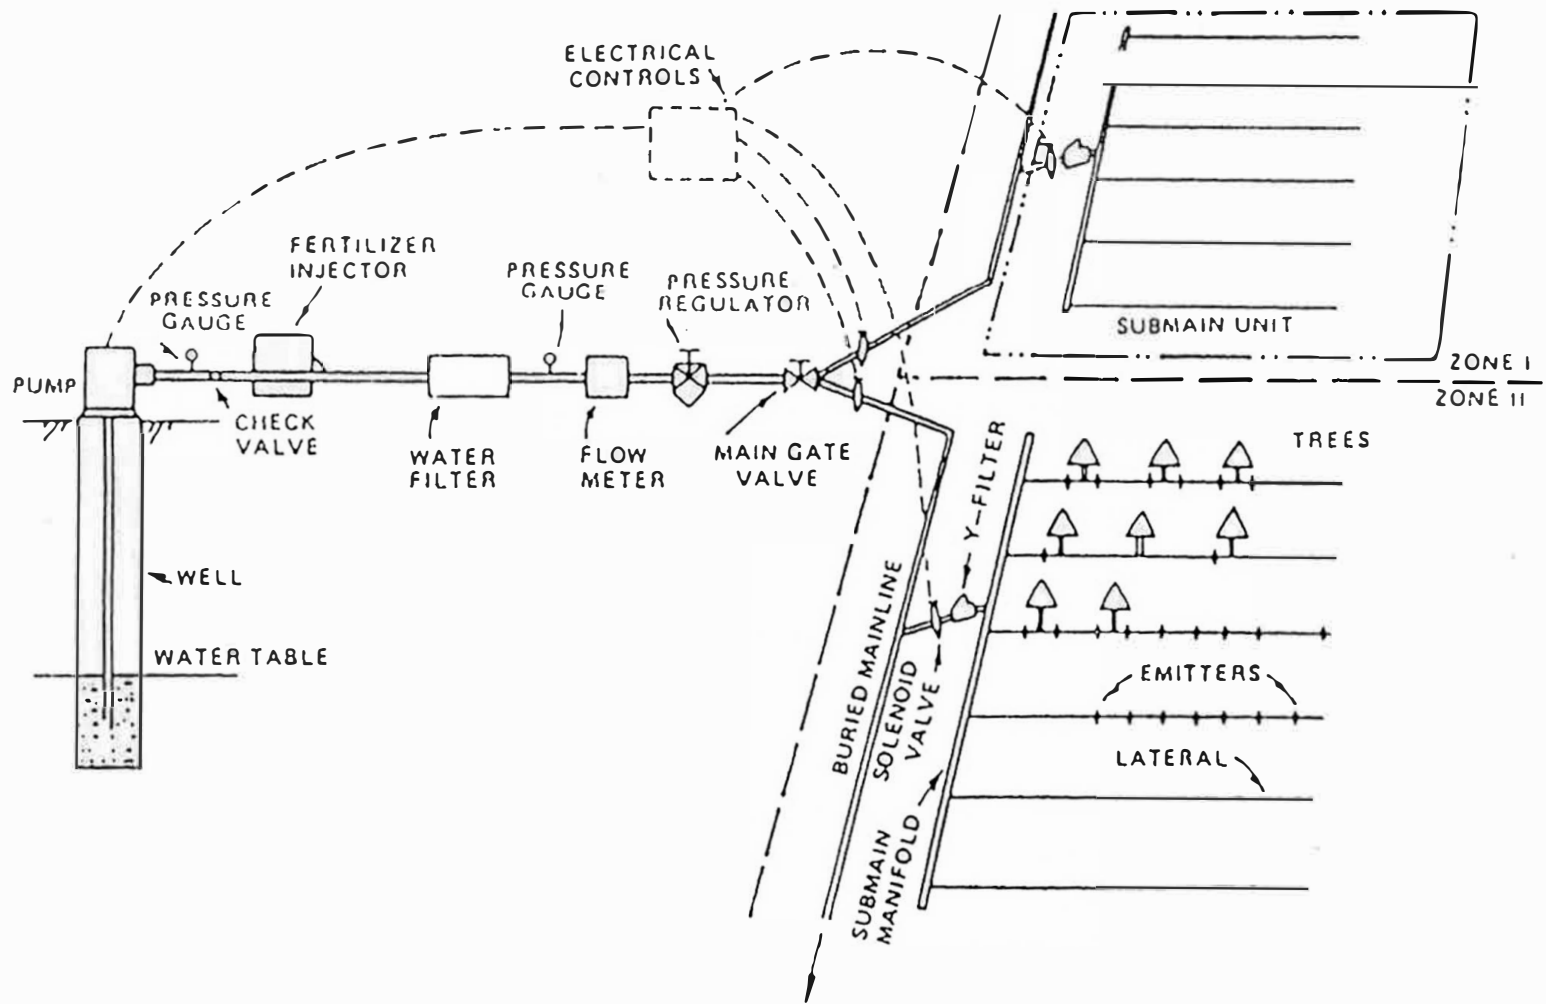 ELECTRICAL
CONTROLS
FERTILIZER
INJECTOR
PRESSURE
GAUGE
PRESSURE
GAUGE
PRESSURE
REGULATOR
SUBMAIN UNIT
ZONE I
ZONE II
PUMP
CHECK
VALVE
WATER
FILTER
FLOW
METER
MAIN GATE
VALVE
Y-FILTER
TREES
WELL
WATER TABLE
BURIED MAINLINE
SOLENOID
VALVE
EMITTERS
LATERAL
SUBMAIN
MANIFOLD